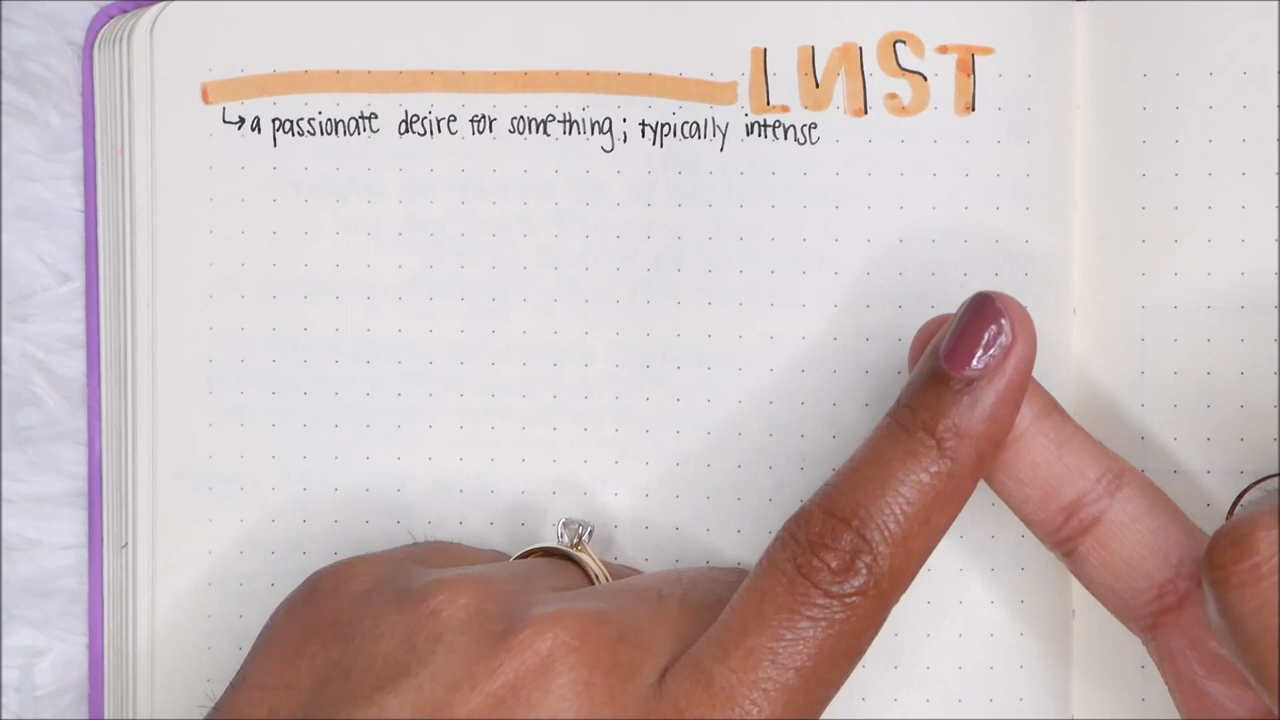 LUST
↳ a passionate desire for something; typically intense